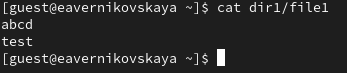 [guest@eavernikovskaya ~]$ cat dir1/file1
abcd
test
[guest@eavernikovskaya ~]$